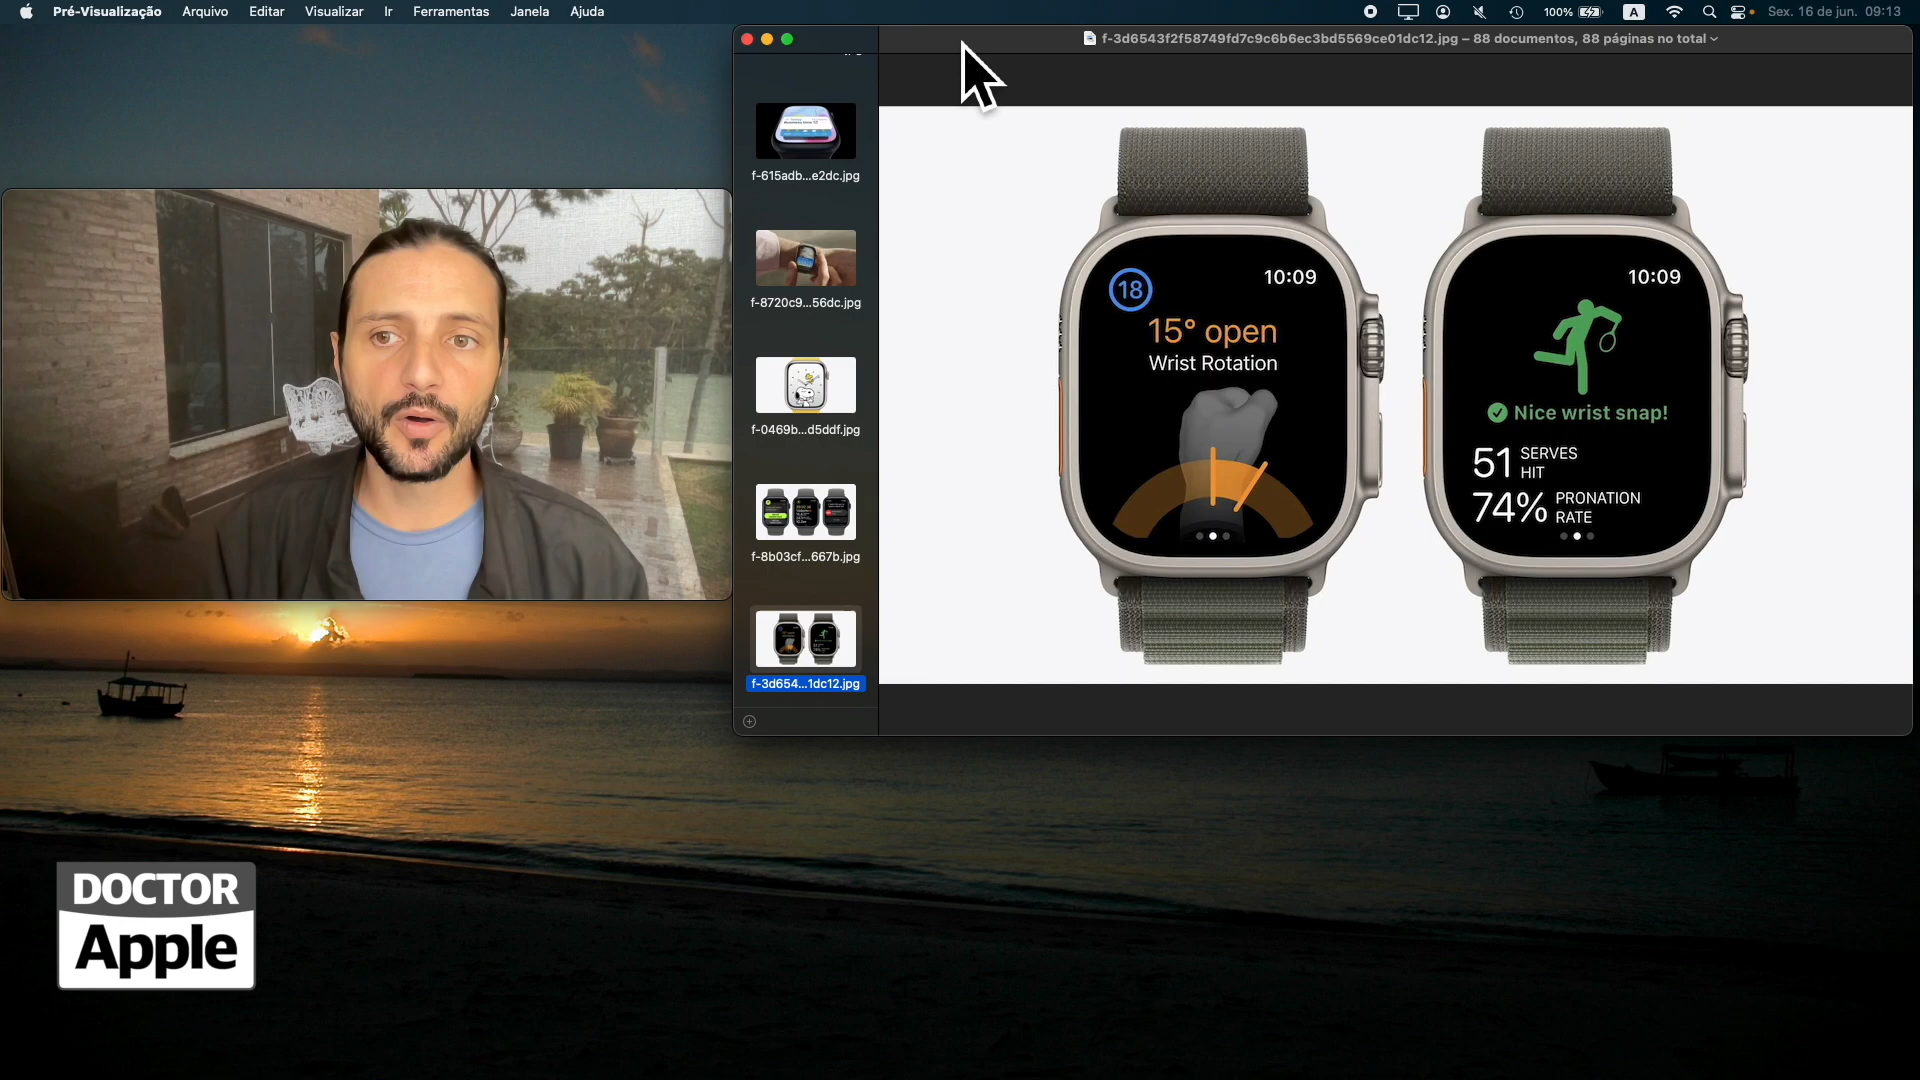 Pré-Visualização Arquivo Editar Visualizar Ir Ferramentas Janela Ajuda
100% A Sex. 16 de jun. 09:13
f-3d6543f2f58749fd7c9c6b6ec3bd5569ce01dc12.jpg – 88 documentos, 88 páginas no total
f-615adb...e2dc.jpg
f-8720c9...56dc.jpg
f-0469b...d5ddf.jpg
f-8b03cf...667b.jpg
f-3d654...1dc12.jpg
18
10:09
15° open
Wrist Rotation
10:09
Nice wrist snap!
51 SERVES
HIT
74% PRONATION
RATE
DOCTOR
Apple